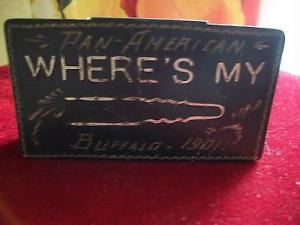 PAN-AMERICAN
WHERE'S MY
BUFFALO - 1901.